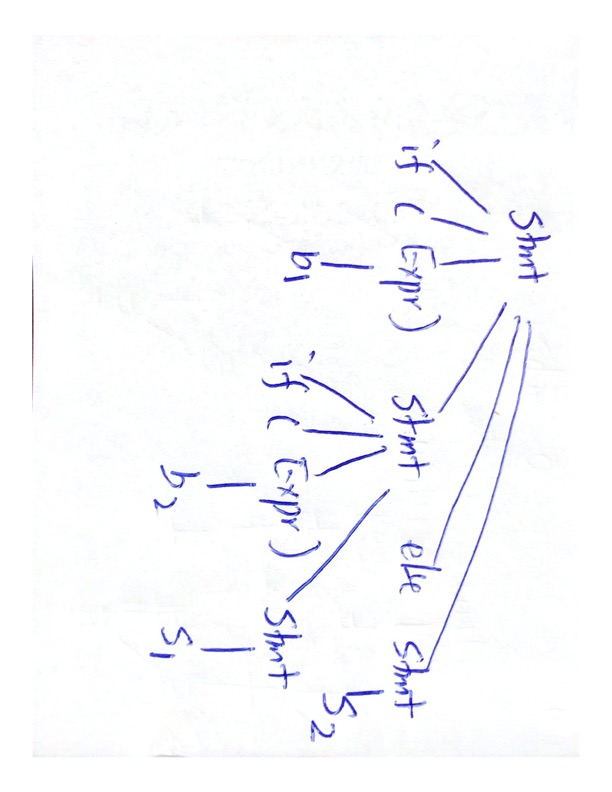 Stmt
if ( Expr ) Stmt else Stmt
b1 if ( Expr ) Stmt S2
b2 S1